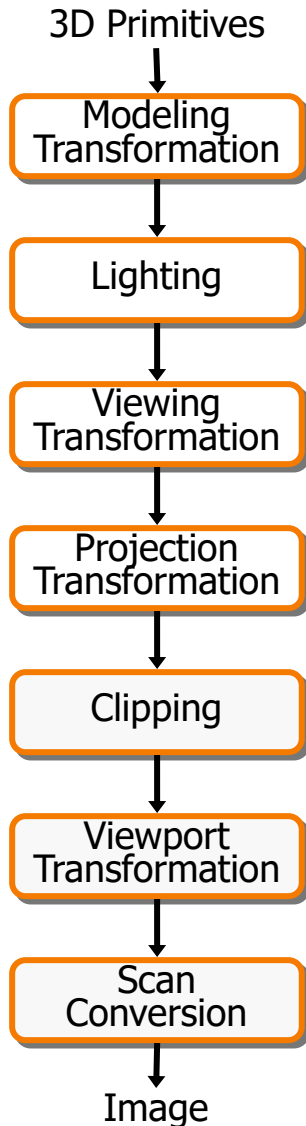 3D Primitives
Modeling
Transformation
Lighting
Viewing
Transformation
Projection
Transformation
Clipping
Viewport
Transformation
Scan
Conversion
Image